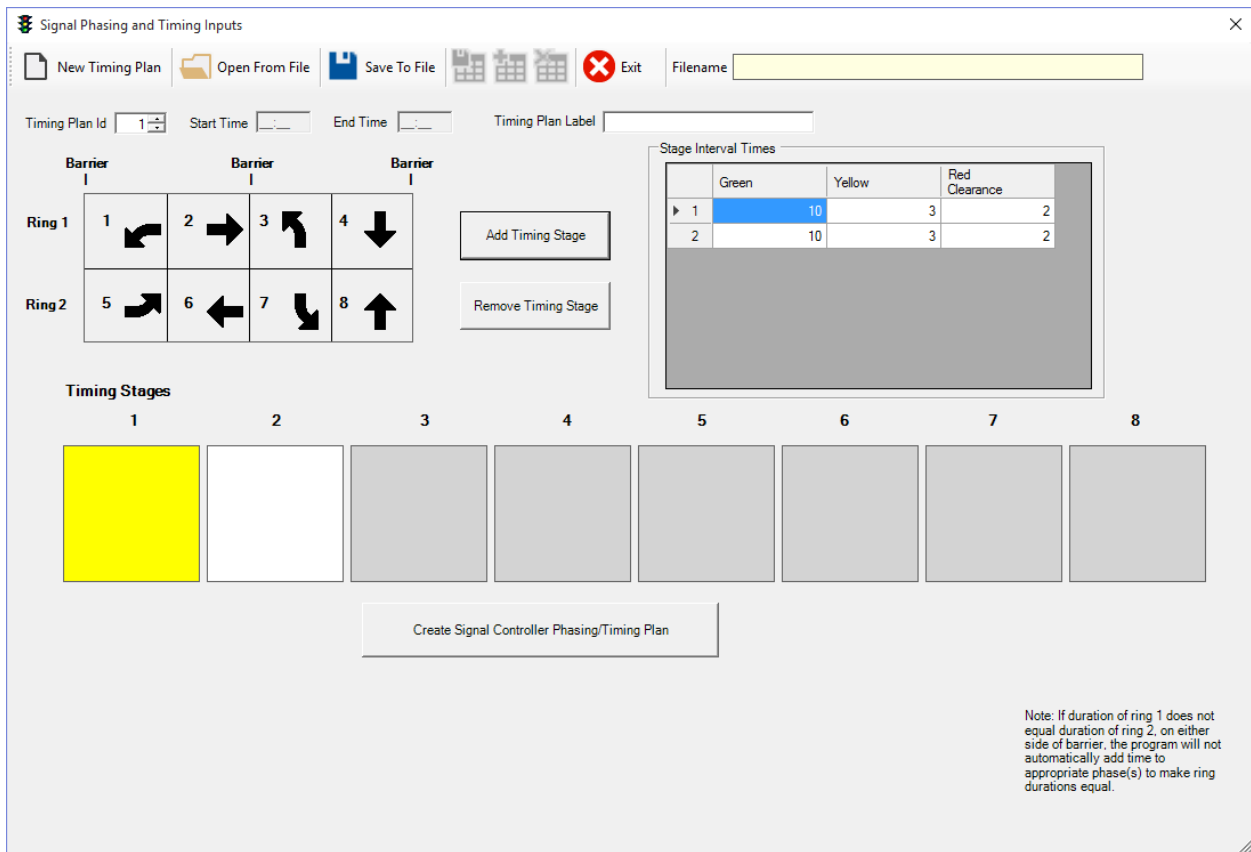 Signal Phasing and Timing Inputs
New Timing Plan Open From File Save To File Exit Filename
Timing Plan Id 1 Start Time __:__ End Time __:__ Timing Plan Label
Barrier Barrier Barrier
Ring 1 1 2 3 4
Ring 2 5 6 7 8
Add Timing Stage
Remove Timing Stage
Stage Interval Times
Green Yellow Red Clearance
1 10 3 2
2 10 3 2
Timing Stages
1 2 3 4 5 6 7 8
Create Signal Controller Phasing/Timing Plan
Note: If duration of ring 1 does not
equal duration of ring 2, on either
side of barrier, the program will not
automatically add time to
appropriate phase(s) to make ring
durations equal.